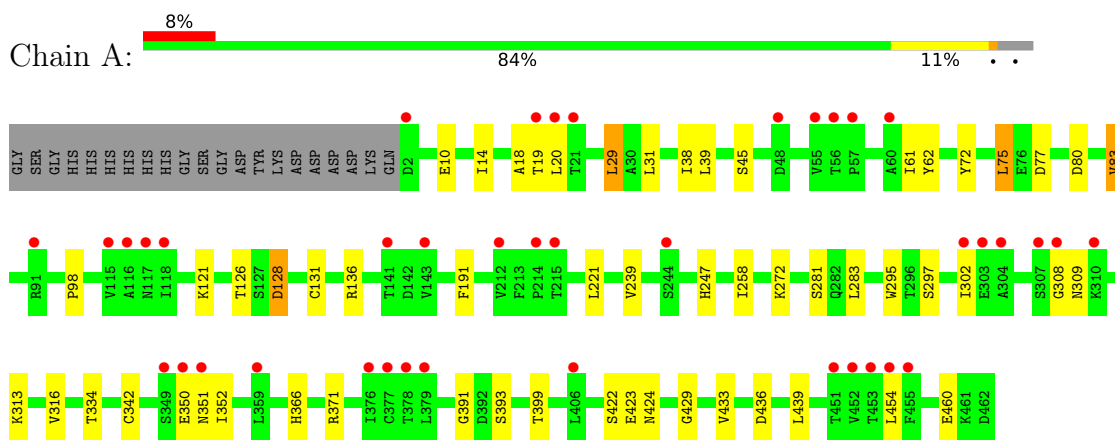 8%
Chain A:
84% 11% • •
GLY SER GLY HIS HIS HIS HIS HIS HIS GLY SER GLY ASP TYR LYS ASP ASP ASP ASP LYS GLN D2 E10 I14 A18 T19 L20 T21 L29 A30 L31 I38 L39 S45 D48 V55 T56 P57 A60 I61 Y62 Y72 L75 E76 D77 D80 V83
R91 P98 V115 A116 N117 I118 K121 T126 S127 D128 C131 R136 T141 D142 V143 F191 V212 F213 P214 T215 L221 V239 S244 H247 I258 K272 S281 Q282 L283 W295 T296 S297 I302 E303 A304 S307 G308 N309 K310
K313 V316 T334 C342 S349 E350 N351 I352 L359 H366 R371 I376 C377 T378 L379 G391 D392 S393 T399 L406 S422 E423 N424 G429 V433 D436 L439 T451 V452 T453 L454 F455 E460 K461 D462